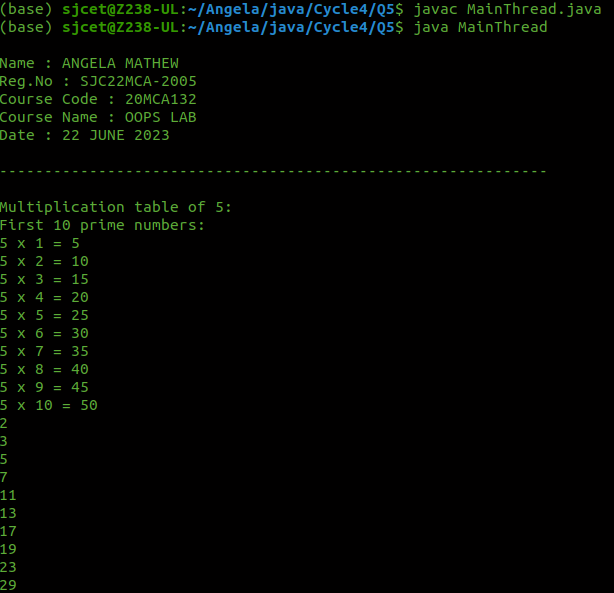 (base) sjcet@Z238-UL:~/Angela/java/Cycle4/Q5$ javac MainThread.java
(base) sjcet@Z238-UL:~/Angela/java/Cycle4/Q5$ java MainThread
Name : ANGELA MATHEW
Reg.No : SJC22MCA-2005
Course Code : 20MCA132
Course Name : OOPS LAB
Date : 22 JUNE 2023
-------------------------------------------------------------
Multiplication table of 5:
First 10 prime numbers:
5 x 1 = 5
5 x 2 = 10
5 x 3 = 15
5 x 4 = 20
5 x 5 = 25
5 x 6 = 30
5 x 7 = 35
5 x 8 = 40
5 x 9 = 45
5 x 10 = 50
2
3
5
7
11
13
17
19
23
29